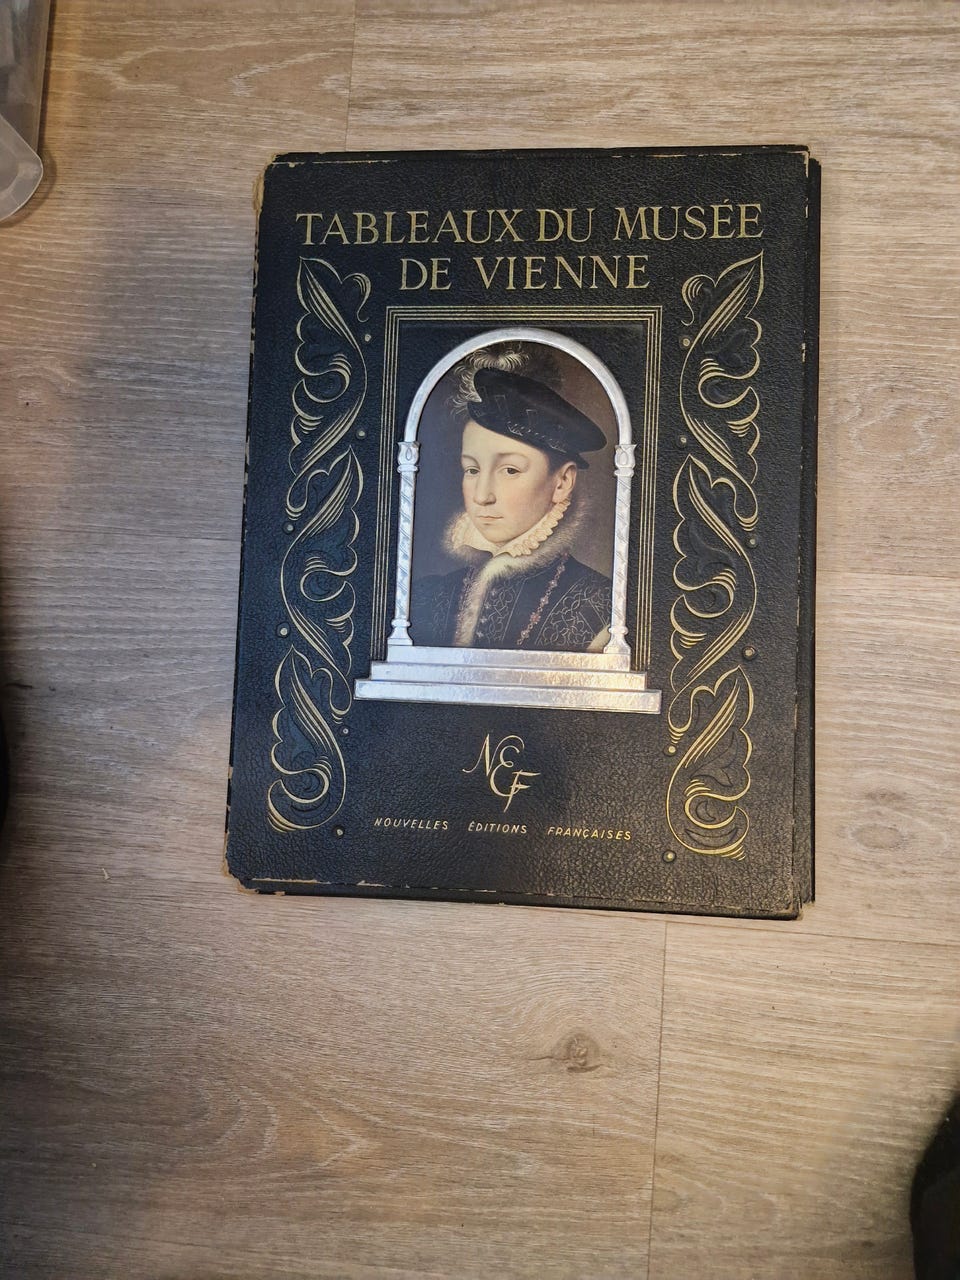 TABLEAUX DU MUSÉE
DE VIENNE
NEF
NOUVELLES ÉDITIONS FRANÇAISES